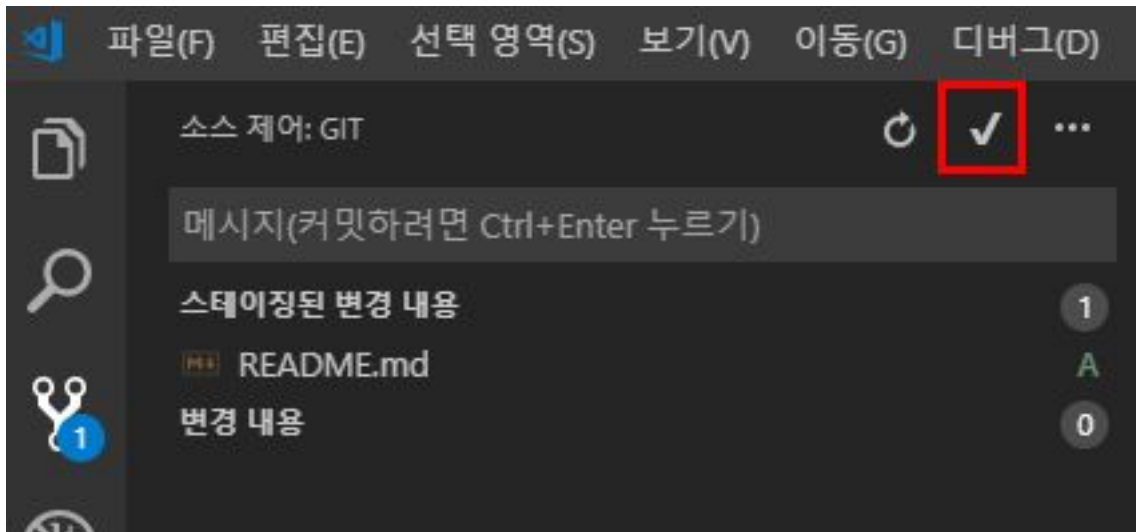 파일(F) 편집(E) 선택 영역(S) 보기(V) 이동(G) 디버그(D)
소스 제어: GIT
메시지(커밋하려면 Ctrl+Enter 누르기)
스테이징된 변경 내용 1
README.md A
변경 내용 0
1